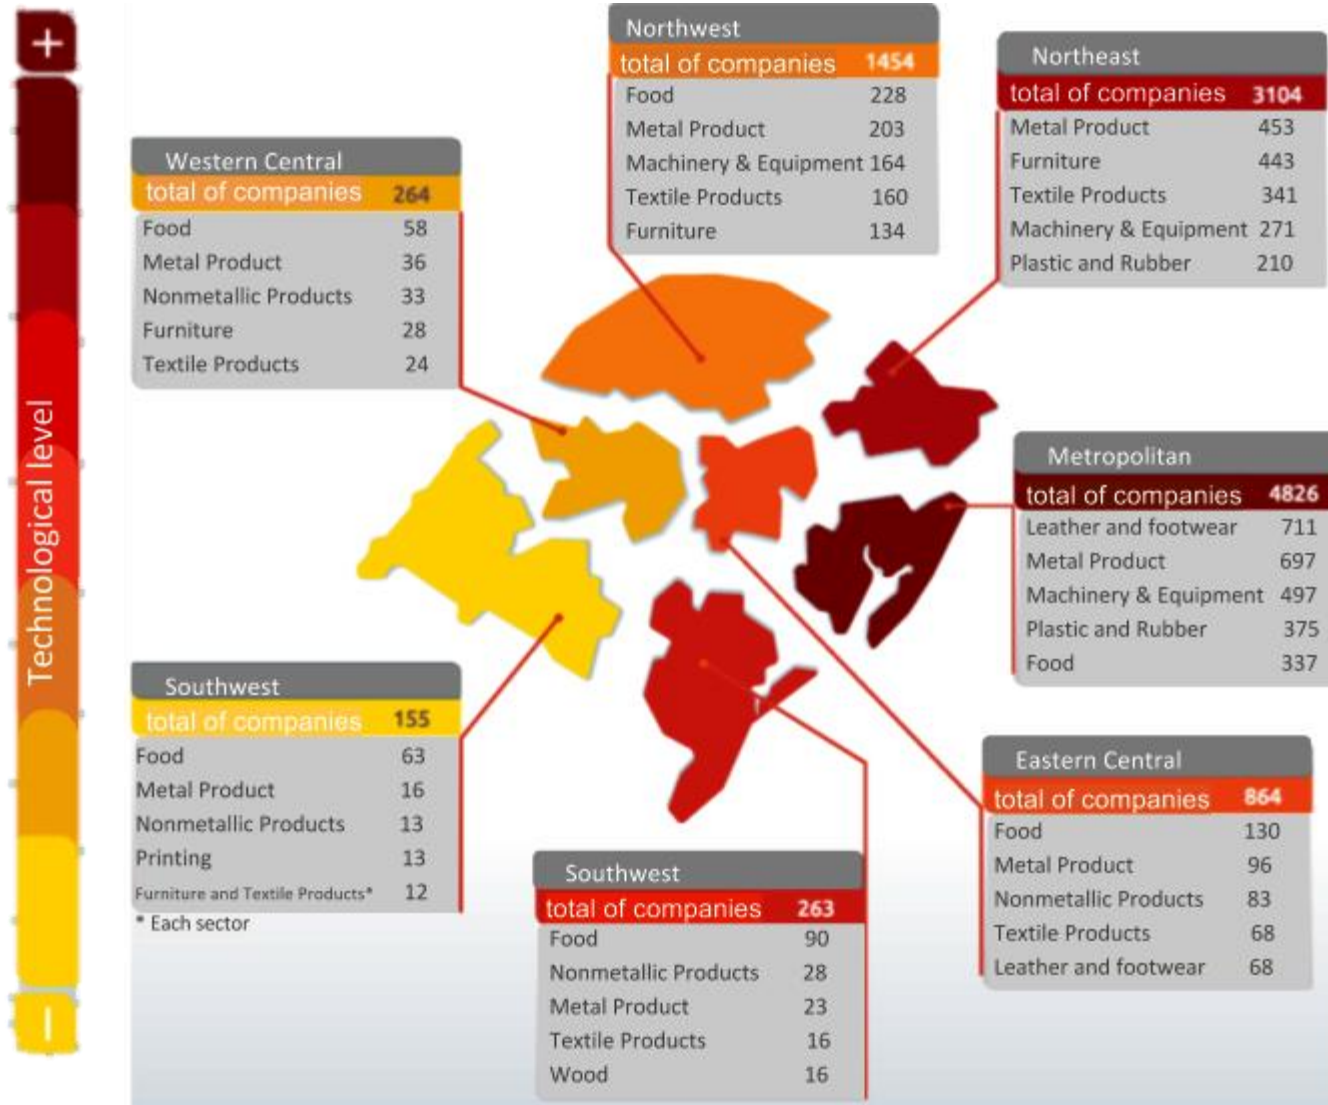 +
Technological level
−
Northwest
total of companies 1454
Food 228
Metal Product 203
Machinery & Equipment 164
Textile Products 160
Furniture 134
Northeast
total of companies 3104
Metal Product 453
Furniture 443
Textile Products 341
Machinery & Equipment 271
Plastic and Rubber 210
Western Central
total of companies 264
Food 58
Metal Product 36
Nonmetallic Products 33
Furniture 28
Textile Products 24
Metropolitan
total of companies 4826
Leather and footwear 711
Metal Product 697
Machinery & Equipment 497
Plastic and Rubber 375
Food 337
Southwest
total of companies 155
Food 63
Metal Product 16
Nonmetallic Products 13
Printing 13
Furniture and Textile Products* 12
* Each sector
Southwest
total of companies 263
Food 90
Nonmetallic Products 28
Metal Product 23
Textile Products 16
Wood 16
Eastern Central
total of companies 864
Food 130
Metal Product 96
Nonmetallic Products 83
Textile Products 68
Leather and footwear 68